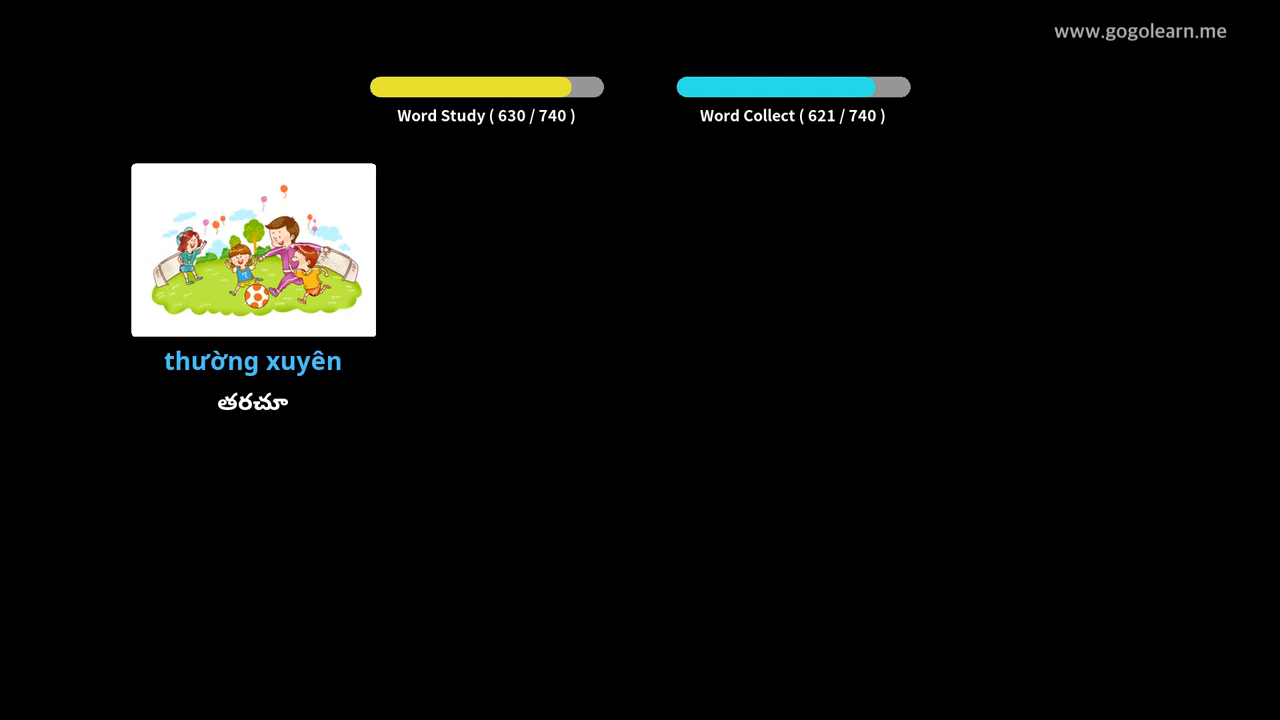 www.gogolearn.me
Word Study ( 630 / 740 )
Word Collect ( 621 / 740 )
thường xuyên
తరచూ